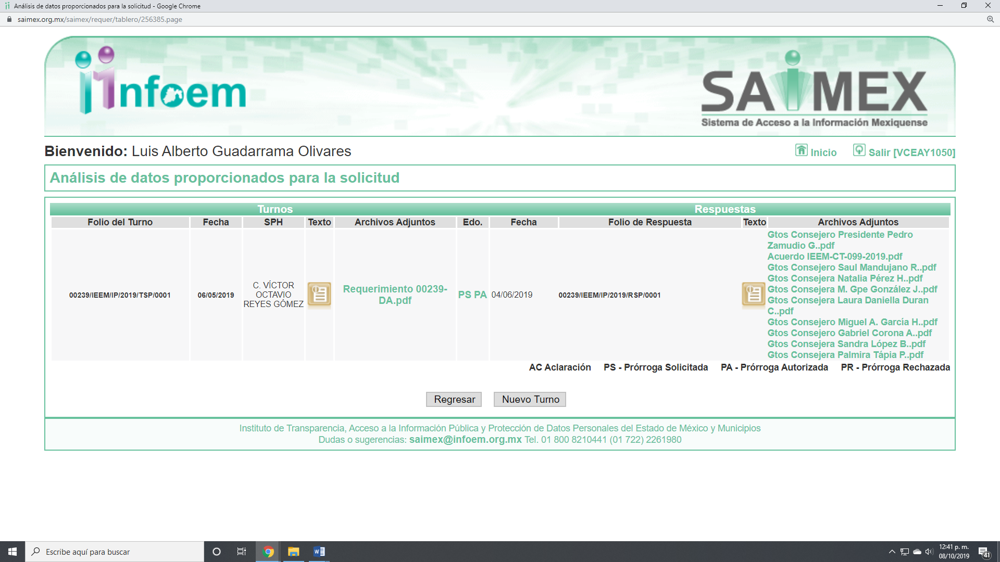 Análisis de datos proporcionados para la solicitud - Google Chrome
saimex.org.mx/saimex/requer/tablero/256385.page
infoem
SAIMEX
Sistema de Acceso a la Información Mexiquense
Bienvenido: Luis Alberto Guadarrama Olivares
Inicio
Salir [VCEAY1050]
Análisis de datos proporcionados para la solicitud
Turnos
Respuestas
Folio del Turno
Fecha
SPH
Texto
Archivos Adjuntos
Edo.
Fecha
Folio de Respuesta
Texto
Archivos Adjuntos
00239/IEEM/IP/2019/TSP/0001
06/05/2019
C. VÍCTOR
OCTAVIO
REYES GÓMEZ
Requerimiento 00239-
DA.pdf
PS PA
04/06/2019
00239/IEEM/IP/2019/RSP/0001
Gtos Consejero Presidente Pedro
Zamudio G..pdf
Acuerdo IEEM-CT-099-2019.pdf
Gtos Consejero Saul Mandujano R..pdf
Gtos Consejera Natalia Pérez H..pdf
Gtos Consejera M. Gpe González J..pdf
Gtos Consejera Laura Daniella Duran
C..pdf
Gtos Consejero Miguel A. García H..pdf
Gtos Consejero Gabriel Corona A..pdf
Gtos Consejera Sandra López B..pdf
Gtos Consejera Palmira Tápia P..pdf
AC Aclaración PS - Prórroga Solicitada PA - Prórroga Autorizada PR - Prórroga Rechazada
Regresar
Nuevo Turno
Instituto de Transparencia, Acceso a la Información Pública y Protección de Datos Personales del Estado de México y Municipios
Dudas o sugerencias: saimex@infoem.org.mx Tel. 01 800 8210441 (01 722) 2261980
Escribe aquí para buscar
12:41 p. m.
08/10/2019
41